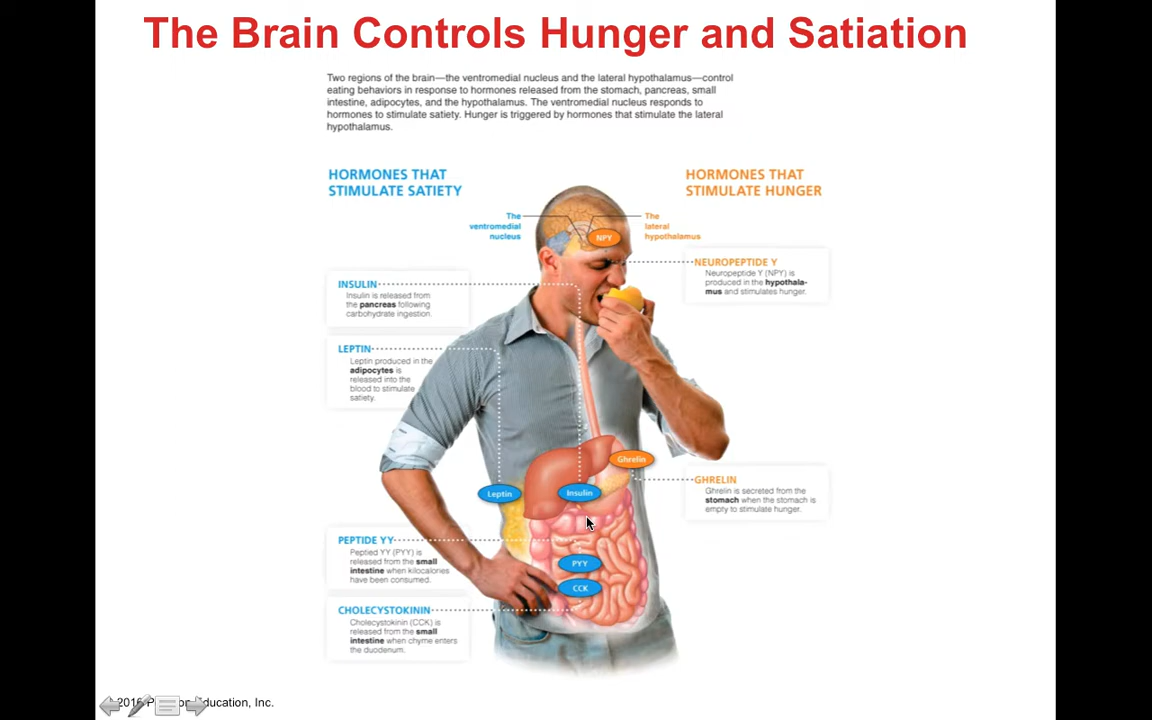 The Brain Controls Hunger and Satiation
Two regions of the brain—the ventromedial nucleus and the lateral hypothalamus—control
eating behaviors in response to hormones released from the stomach, pancreas, small
intestine, adipocytes, and the hypothalamus. The ventromedial nucleus responds to
hormones to stimulate satiety. Hunger is triggered by hormones that stimulate the lateral
hypothalamus.
HORMONES THAT
STIMULATE SATIETY
HORMONES THAT
STIMULATE HUNGER
The
ventromedial
nucleus
The
lateral
hypothalamus
NPY
NEUROPEPTIDE Y
Neuropeptide Y (NPY) is
produced in the hypothala-
mus and stimulates hunger.
INSULIN
Insulin is released from
the pancreas following
carbohydrate ingestion.
LEPTIN
Leptin produced in the
adipocytes is
released into the
blood to stimulate
satiety.
Ghrelin
Leptin
Insulin
GHRELIN
Ghrelin is secreted from the
stomach when the stomach is
empty to stimulate hunger.
PEPTIDE YY
Peptied YY (PYY) is
released from the small
intestine when kilocalories
have been consumed.
PYY
CCK
CHOLECYSTOKININ
Cholecystokinin (CCK) is
released from the small
intestine when chyme enters
the duodenum.
2016 Education, Inc.